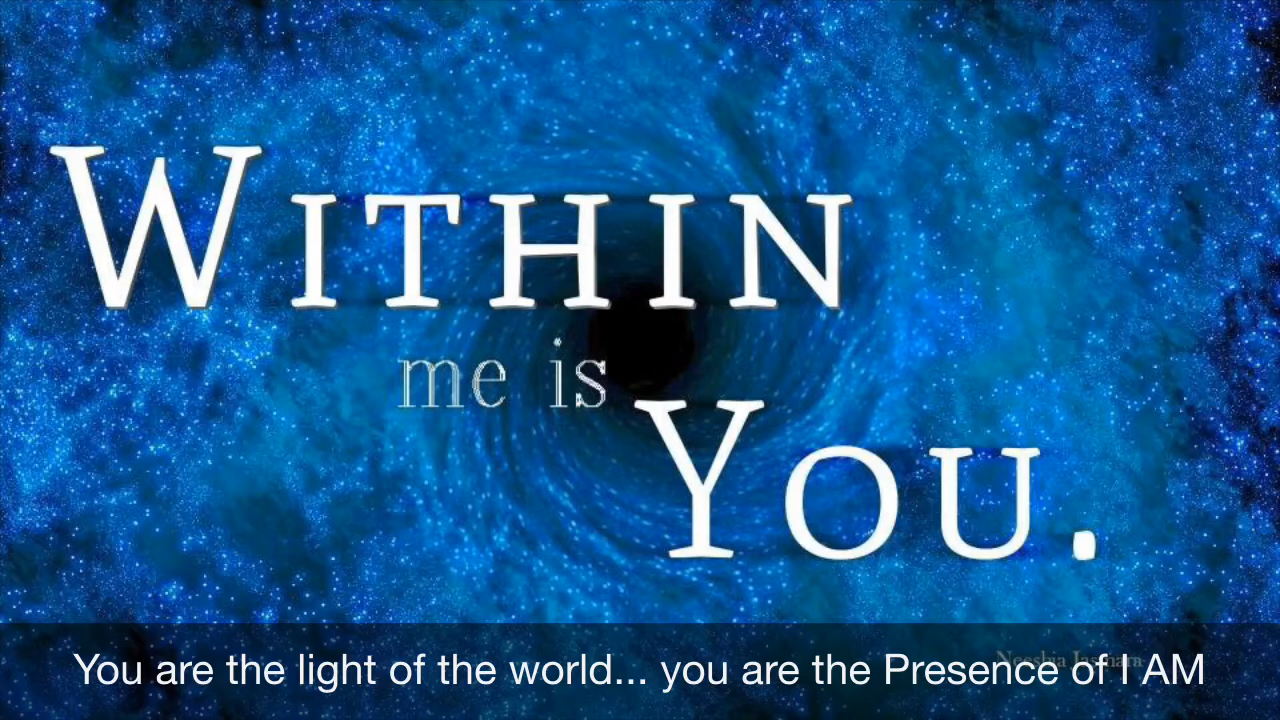 WITHIN
me is
YOU.
You are the light of the world... you are the Presence of I AM